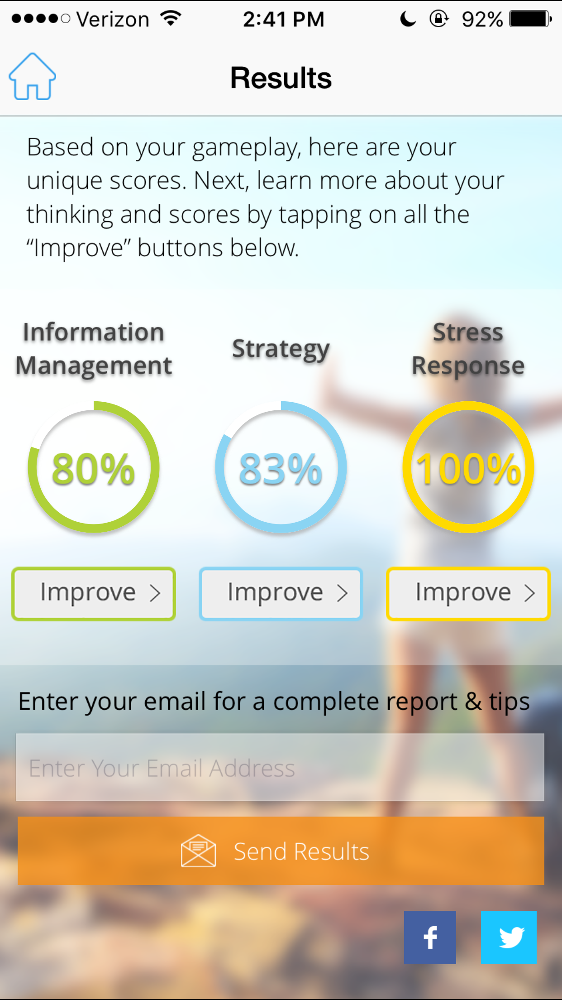 Verizon 2:41 PM 92%
Results
Based on your gameplay, here are your
unique scores. Next, learn more about your
thinking and scores by tapping on all the
“Improve” buttons below.
Information
Management
Strategy
Stress
Response
80% 83% 100%
Improve > Improve > Improve >
Enter your email for a complete report & tips
Enter Your Email Address
Send Results
f